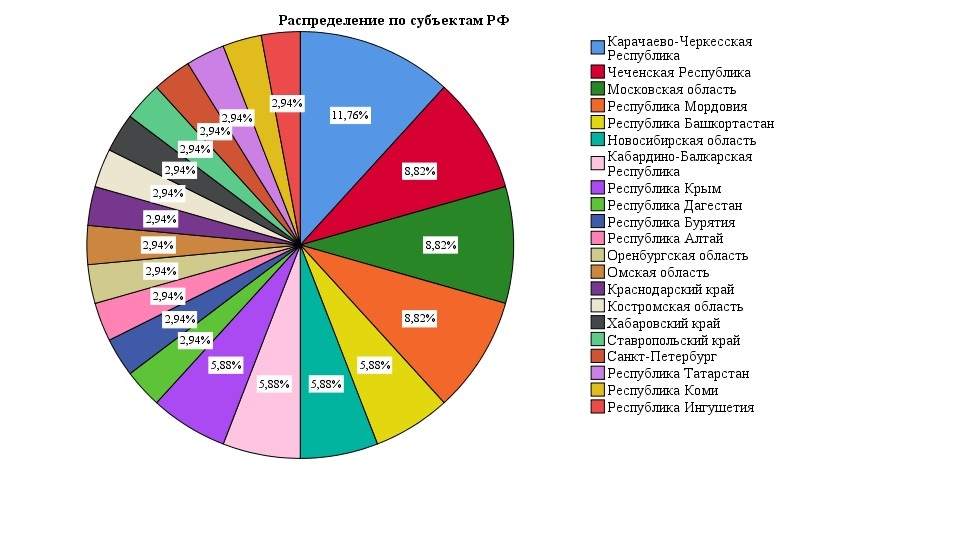 Распределение по субъектам РФ
11,76%
8,82%
8,82%
8,82%
5,88%
5,88%
5,88%
5,88%
2,94%
2,94%
2,94%
2,94%
2,94%
2,94%
2,94%
2,94%
2,94%
2,94%
2,94%
2,94%
Карачаево-Черкесская
Республика
Чеченская Республика
Московская область
Республика Мордовия
Республика Башкортастан
Новосибирская область
Кабардино-Балкарская
Республика
Республика Крым
Республика Дагестан
Республика Бурятия
Республика Алтай
Оренбургская область
Омская область
Краснодарский край
Костромская область
Хабаровский край
Ставропольский край
Санкт-Петербург
Республика Татарстан
Республика Коми
Республика Ингушетия